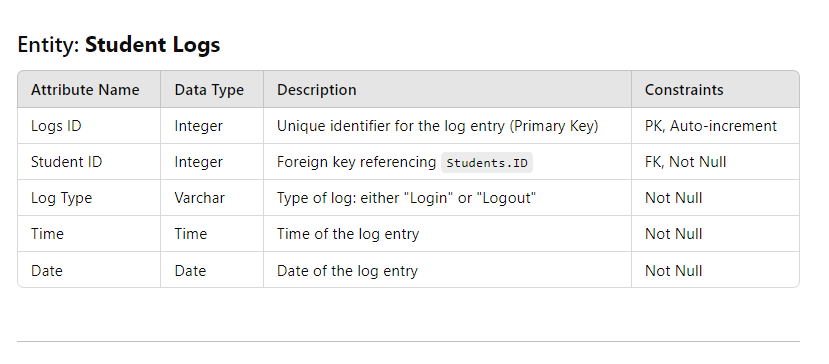 Entity: Student Logs
Attribute Name Data Type Description Constraints
Logs ID Integer Unique identifier for the log entry (Primary Key) PK, Auto-increment
Student ID Integer Foreign key referencing Students.ID FK, Not Null
Log Type Varchar Type of log: either "Login" or "Logout" Not Null
Time Time Time of the log entry Not Null
Date Date Date of the log entry Not Null